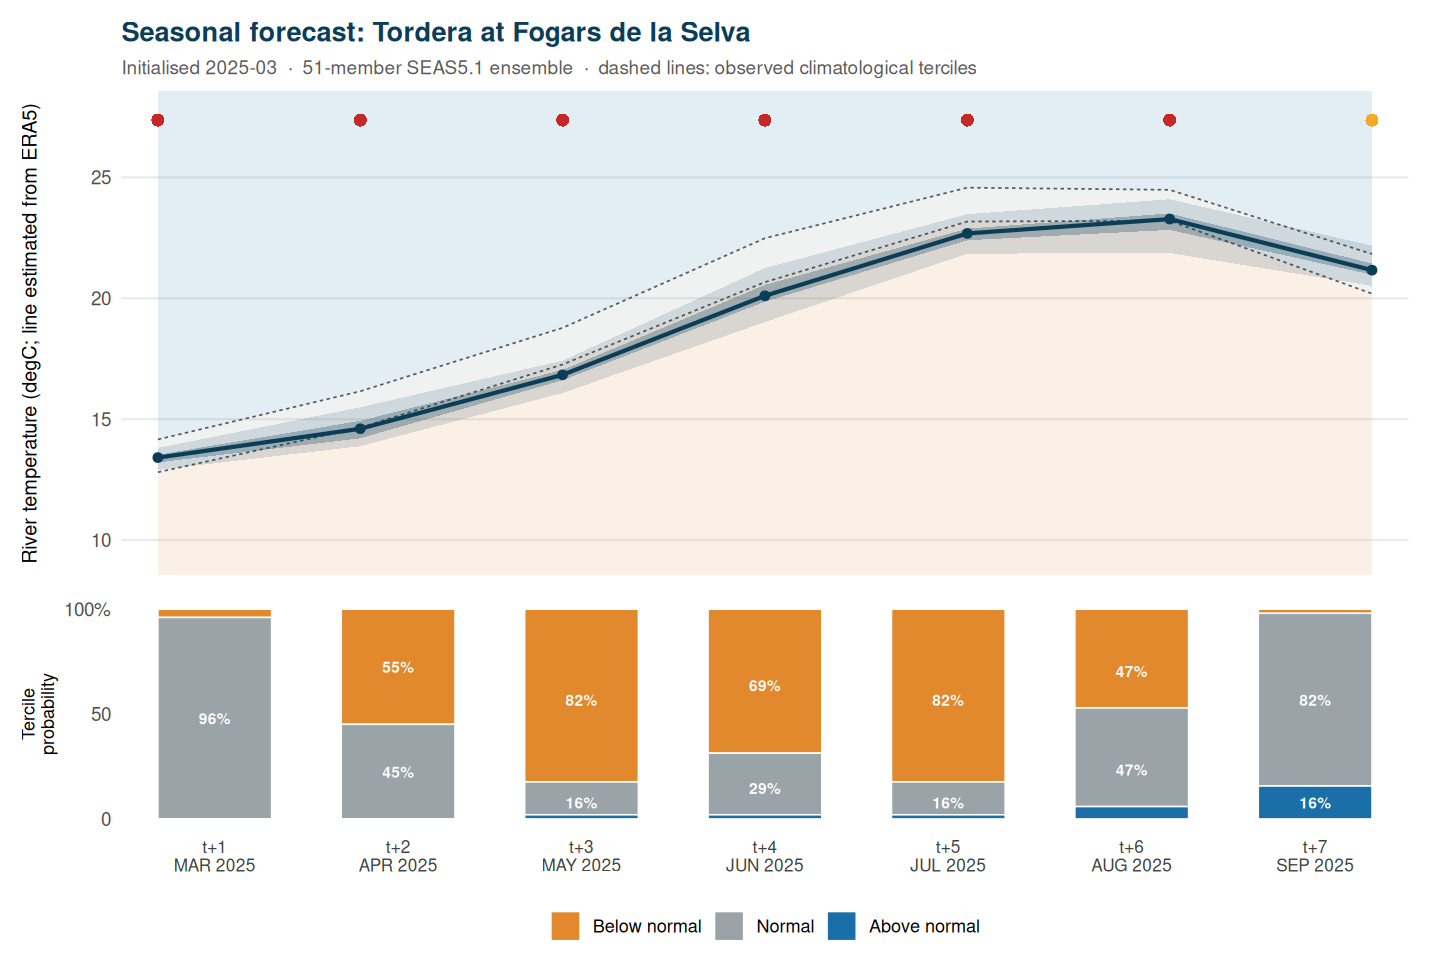 Seasonal forecast: Tordera at Fogars de la Selva
Initialised 2025-03 · 51-member SEAS5.1 ensemble · dashed lines: observed climatological terciles
River temperature (degC; line estimated from ERA5)
25
20
15
10
Tercile
probability
100%
50
0
96%
55%
45%
82%
16%
69%
29%
82%
16%
47%
47%
82%
16%
t+1
MAR 2025
t+2
APR 2025
t+3
MAY 2025
t+4
JUN 2025
t+5
JUL 2025
t+6
AUG 2025
t+7
SEP 2025
Below normal
Normal
Above normal